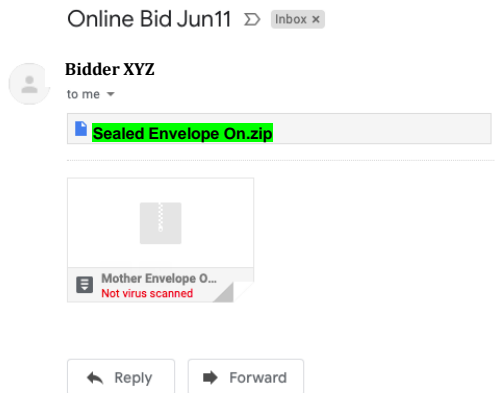 Online Bid Jun11 Inbox ×
Bidder XYZ
to me
Sealed Envelope On.zip
Mother Envelope O...
Not virus scanned
Reply Forward